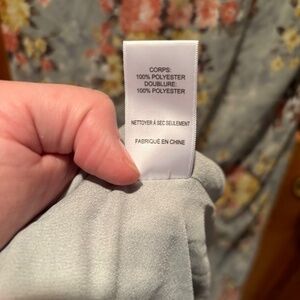 CORPS:
100% POLYESTER
DOUBLURE:
100% POLYESTER
NETTOYER À SEC SEULEMENT
FABRIQUÉ EN CHINE